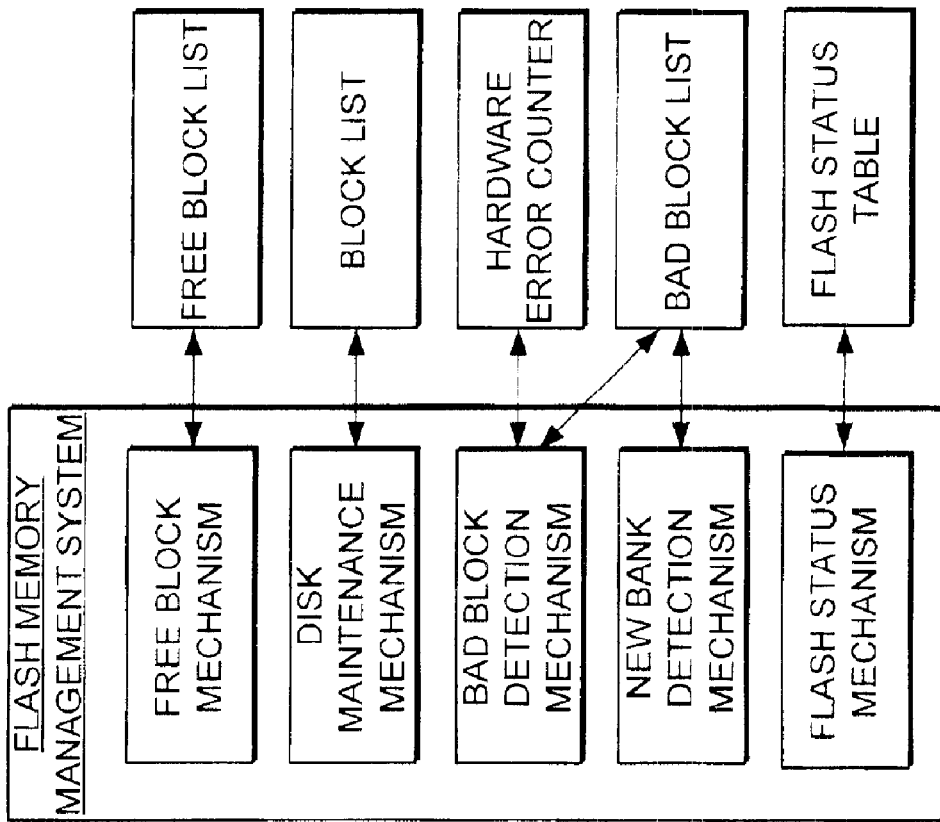 FLASH MEMORY
MANAGEMENT SYSTEM
FREE BLOCK
MECHANISM
DISK
MAINTENANCE
MECHANISM
BAD BLOCK
DETECTION
MECHANISM
NEW BANK
DETECTION
MECHANISM
FLASH STATUS
MECHANISM
FREE BLOCK LIST
BLOCK LIST
HARDWARE
ERROR COUNTER
BAD BLOCK LIST
FLASH STATUS
TABLE